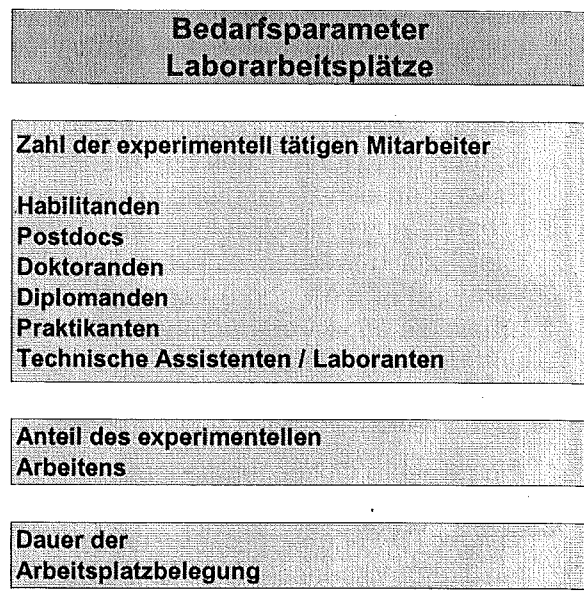 Bedarfsparameter
Laborarbeitsplätze
Zahl der experimentell tätigen Mitarbeiter
Habilitanden
Postdocs
Doktoranden
Diplomanden
Praktikanten
Technische Assistenten / Laboranten
Anteil des experimentellen
Arbeitens
Dauer der
Arbeitsplatzbelegung